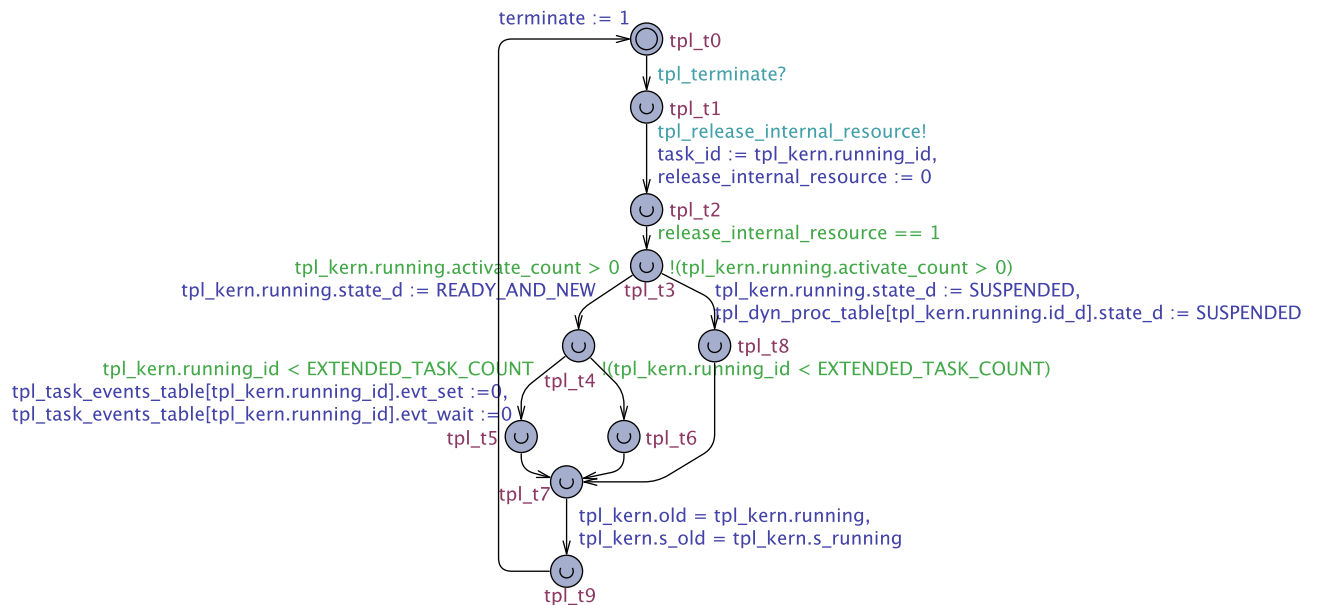 terminate := 1
tpl_t0
tpl_terminate?
tpl_t1
tpl_release_internal_resource!
task_id := tpl_kern.running_id,
release_internal_resource := 0
tpl_t2
release_internal_resource == 1
tpl_kern.running.activate_count > 0
!(tpl_kern.running.activate_count > 0)
tpl_kern.running.state_d := READY_AND_NEW
tpl_t3
tpl_kern.running.state_d := SUSPENDED,
tpl_dyn_proc_table[tpl_kern.running.id_d].state_d := SUSPENDED
tpl_t8
tpl_kern.running_id < EXTENDED_TASK_COUNT
!(tpl_kern.running_id < EXTENDED_TASK_COUNT)
tpl_t4
tpl_task_events_table[tpl_kern.running_id].evt_set :=0,
tpl_task_events_table[tpl_kern.running_id].evt_wait :=0
tpl_t5
tpl_t6
tpl_t7
tpl_kern.old = tpl_kern.running,
tpl_kern.s_old = tpl_kern.s_running
tpl_t9